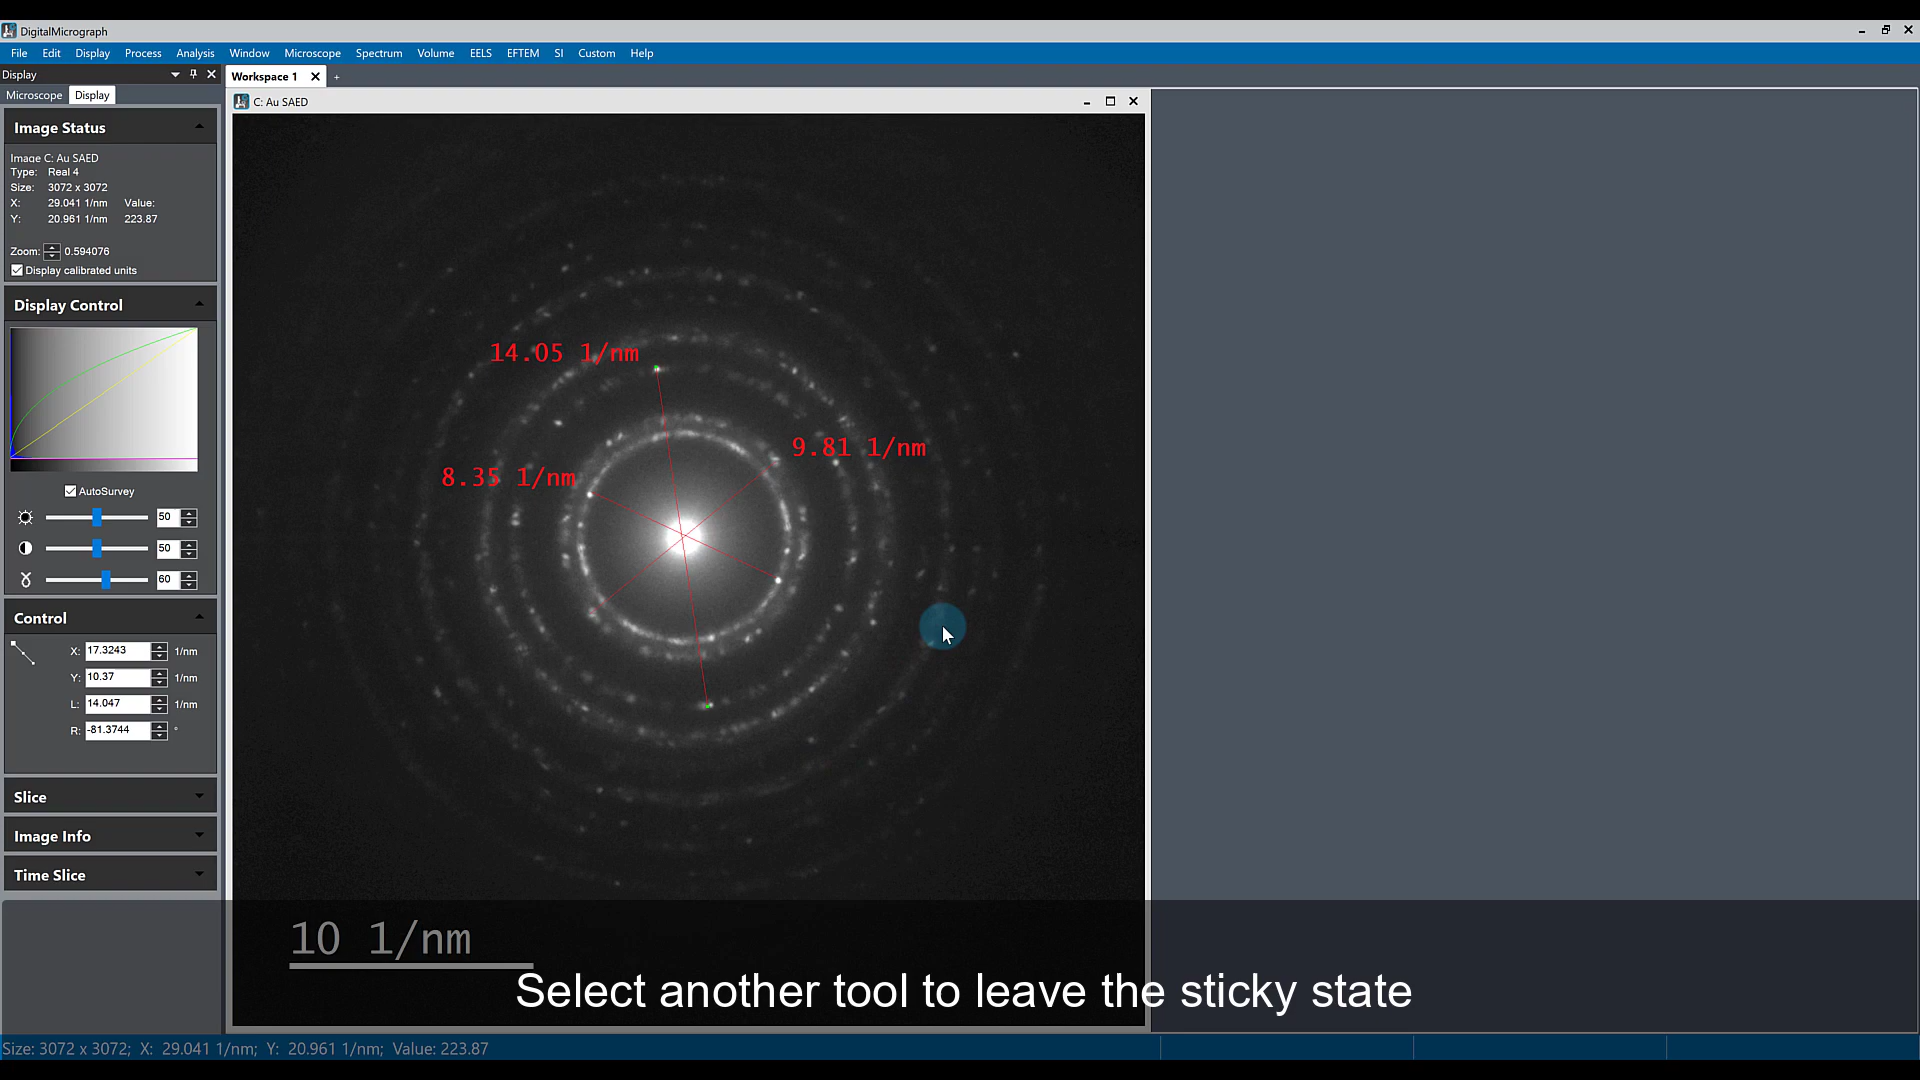 DigitalMicrograph
File Edit Display Process Analysis Window Microscope Spectrum Volume EELS EFTEM SI Custom Help
Display
Workspace 1
Microscope Display
C: Au SAED
Image Status
Image C: Au SAED
Type: Real 4
Size: 3072 x 3072
X: 29.041 1/nm Value:
Y: 20.961 1/nm 223.87
Zoom: 0.594076
Display calibrated units
Display Control
AutoSurvey
50
50
60
Control
X: 17.3243 1/nm
Y: 10.37 1/nm
L: 14.047 1/nm
R: -81.3744 °
Slice
Image Info
Time Slice
14.05 1/nm
9.81 1/nm
8.35 1/nm
10 1/nm
Select another tool to leave the sticky state
Size: 3072 x 3072; X: 29.041 1/nm; Y: 20.961 1/nm; Value: 223.87